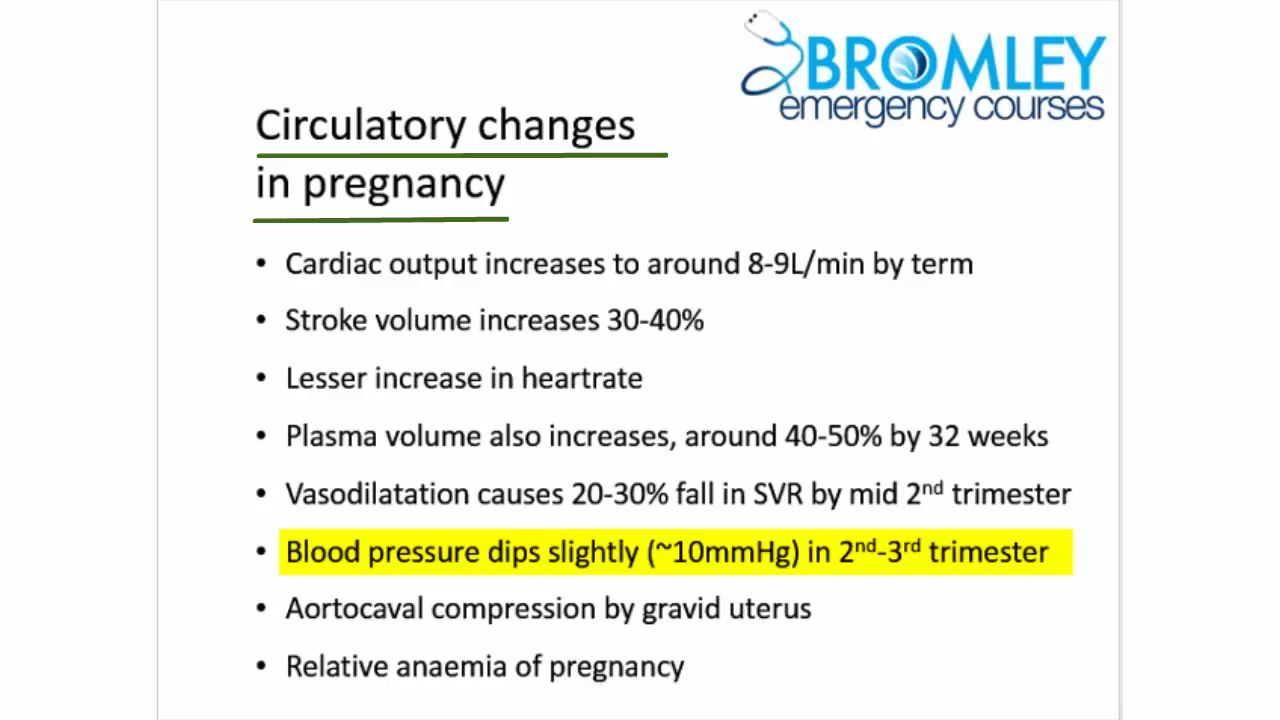 BROMLEY
emergency courses
Circulatory changes
in pregnancy
• Cardiac output increases to around 8-9L/min by term
• Stroke volume increases 30-40%
• Lesser increase in heartrate
• Plasma volume also increases, around 40-50% by 32 weeks
• Vasodilatation causes 20-30% fall in SVR by mid 2nd trimester
• Blood pressure dips slightly (~10mmHg) in 2nd-3rd trimester
• Aortocaval compression by gravid uterus
• Relative anaemia of pregnancy